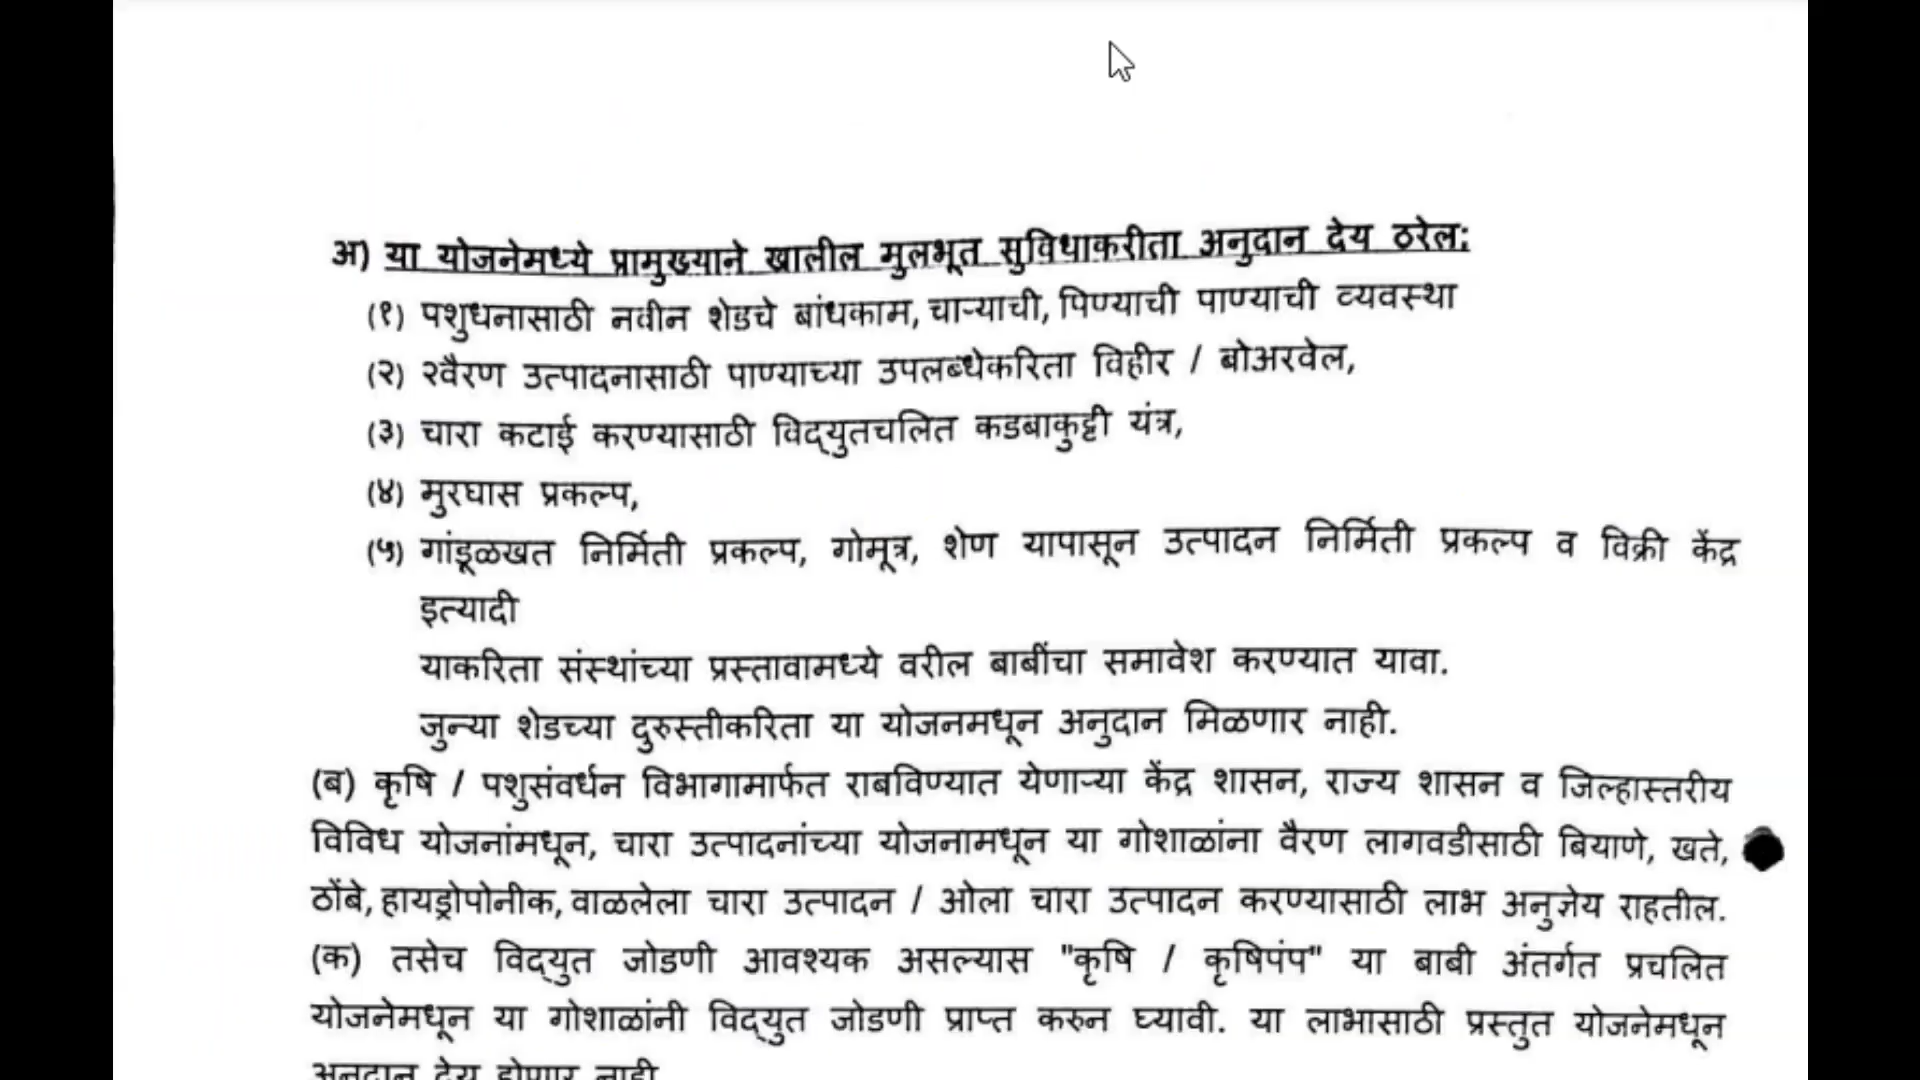 अ) या योजनेमध्ये प्रामुख्याने खालील मुलभूत सुविधाकरीता अनुदान देय ठरेल:
(१) पशुधनासाठी नवीन शेडचे बांधकाम, चाऱ्याची, पिण्याची पाण्याची व्यवस्था
(२) २वैरण उत्पादनासाठी पाण्याच्या उपलब्धेकरिता विहीर / बोअरवेल,
(३) चारा कटाई करण्यासाठी विद्युतचलित कडबाकुट्टी यंत्र,
(४) मुरघास प्रकल्प,
(५) गांडूळखत निर्मिती प्रकल्प, गोमूत्र, शेण यापासून उत्पादन निर्मिती प्रकल्प व विक्री केंद्र
इत्यादी
याकरिता संस्थांच्या प्रस्तावामध्ये वरील बाबींचा समावेश करण्यात यावा.
जुन्या शेडच्या दुरुस्तीकरिता या योजनमधून अनुदान मिळणार नाही.
(ब) कृषि / पशुसंवर्धन विभागामार्फत राबविण्यात येणाऱ्या केंद्र शासन, राज्य शासन व जिल्हास्तरीय
विविध योजनांमधून, चारा उत्पादनांच्या योजनामधून या गोशाळांना वैरण लागवडीसाठी बियाणे, खते,
ठोंबे, हायड्रोपोनीक, वाळलेला चारा उत्पादन / ओला चारा उत्पादन करण्यासाठी लाभ अनुज्ञेय राहतील.
(क) तसेच विद्युत जोडणी आवश्यक असल्यास "कृषि / कृषिपंप" या बाबी अंतर्गत प्रचलित
योजनेमधून या गोशाळांनी विद्युत जोडणी प्राप्त करुन घ्यावी. या लाभासाठी प्रस्तुत योजनेमधून
अनुदान देय होणार नाही